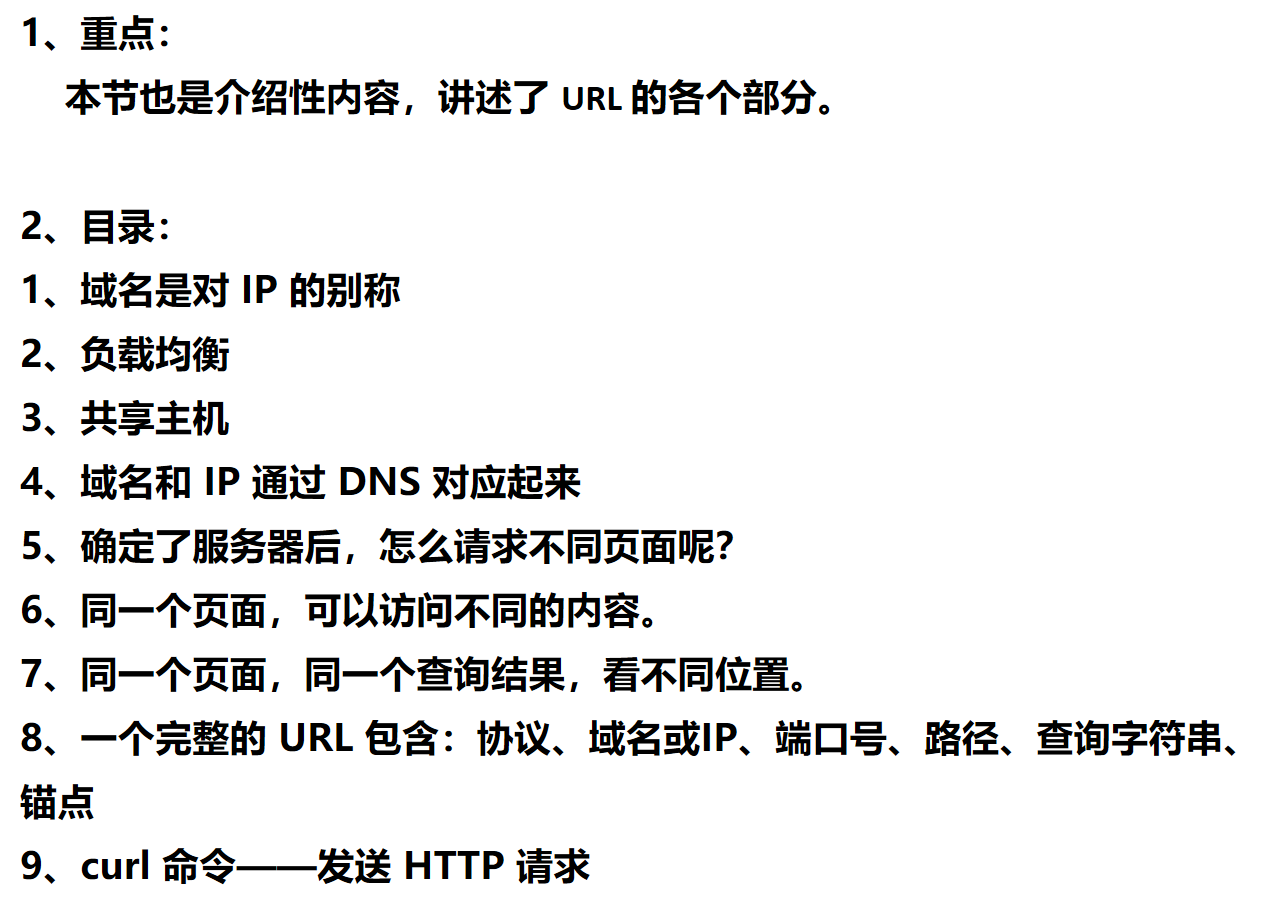 1、重点：
本节也是介绍性内容，讲述了 URL 的各个部分。
2、目录：
1、域名是对 IP 的别称
2、负载均衡
3、共享主机
4、域名和 IP 通过 DNS 对应起来
5、确定了服务器后，怎么请求不同页面呢？
6、同一个页面，可以访问不同的内容。
7、同一个页面，同一个查询结果，看不同位置。
8、一个完整的 URL 包含：协议、域名或IP、端口号、路径、查询字符串、
锚点
9、curl 命令——发送 HTTP 请求